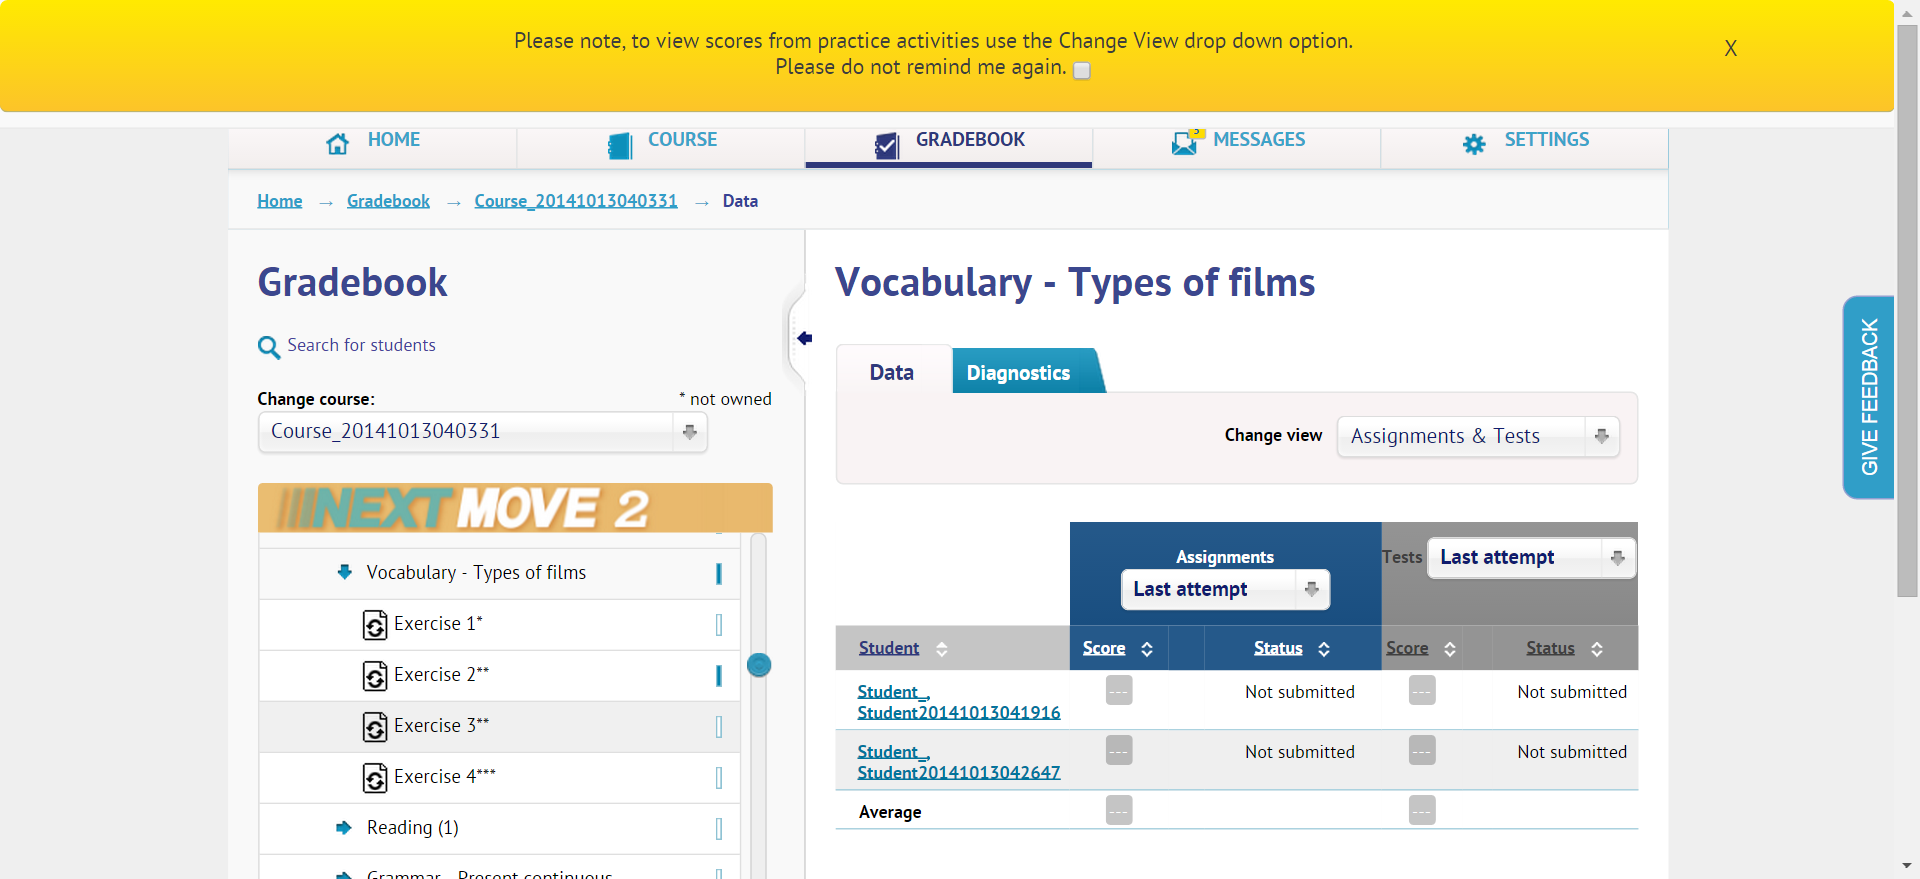 Please note, to view scores from practice activities use the Change View drop down option.
Please do not remind me again.
X
HOME
COURSE
GRADEBOOK
5
MESSAGES
SETTINGS
Home → Gradebook → Course_20141013040331 → Data
Gradebook
Search for students
Change course:
* not owned
Course_20141013040331
NEXT MOVE 2
Vocabulary - Types of films
Exercise 1*
Exercise 2**
Exercise 3**
Exercise 4***
Reading (1)
Grammar - Present continuous
Vocabulary - Types of films
Data
Diagnostics
Change view
Assignments & Tests
Assignments
Last attempt
Tests
Last attempt
Student
Score
Status
Score
Status
Student_,
Student20141013041916
---
Not submitted
---
Not submitted
Student_,
Student20141013042647
---
Not submitted
---
Not submitted
Average
---
---
GIVE FEEDBACK